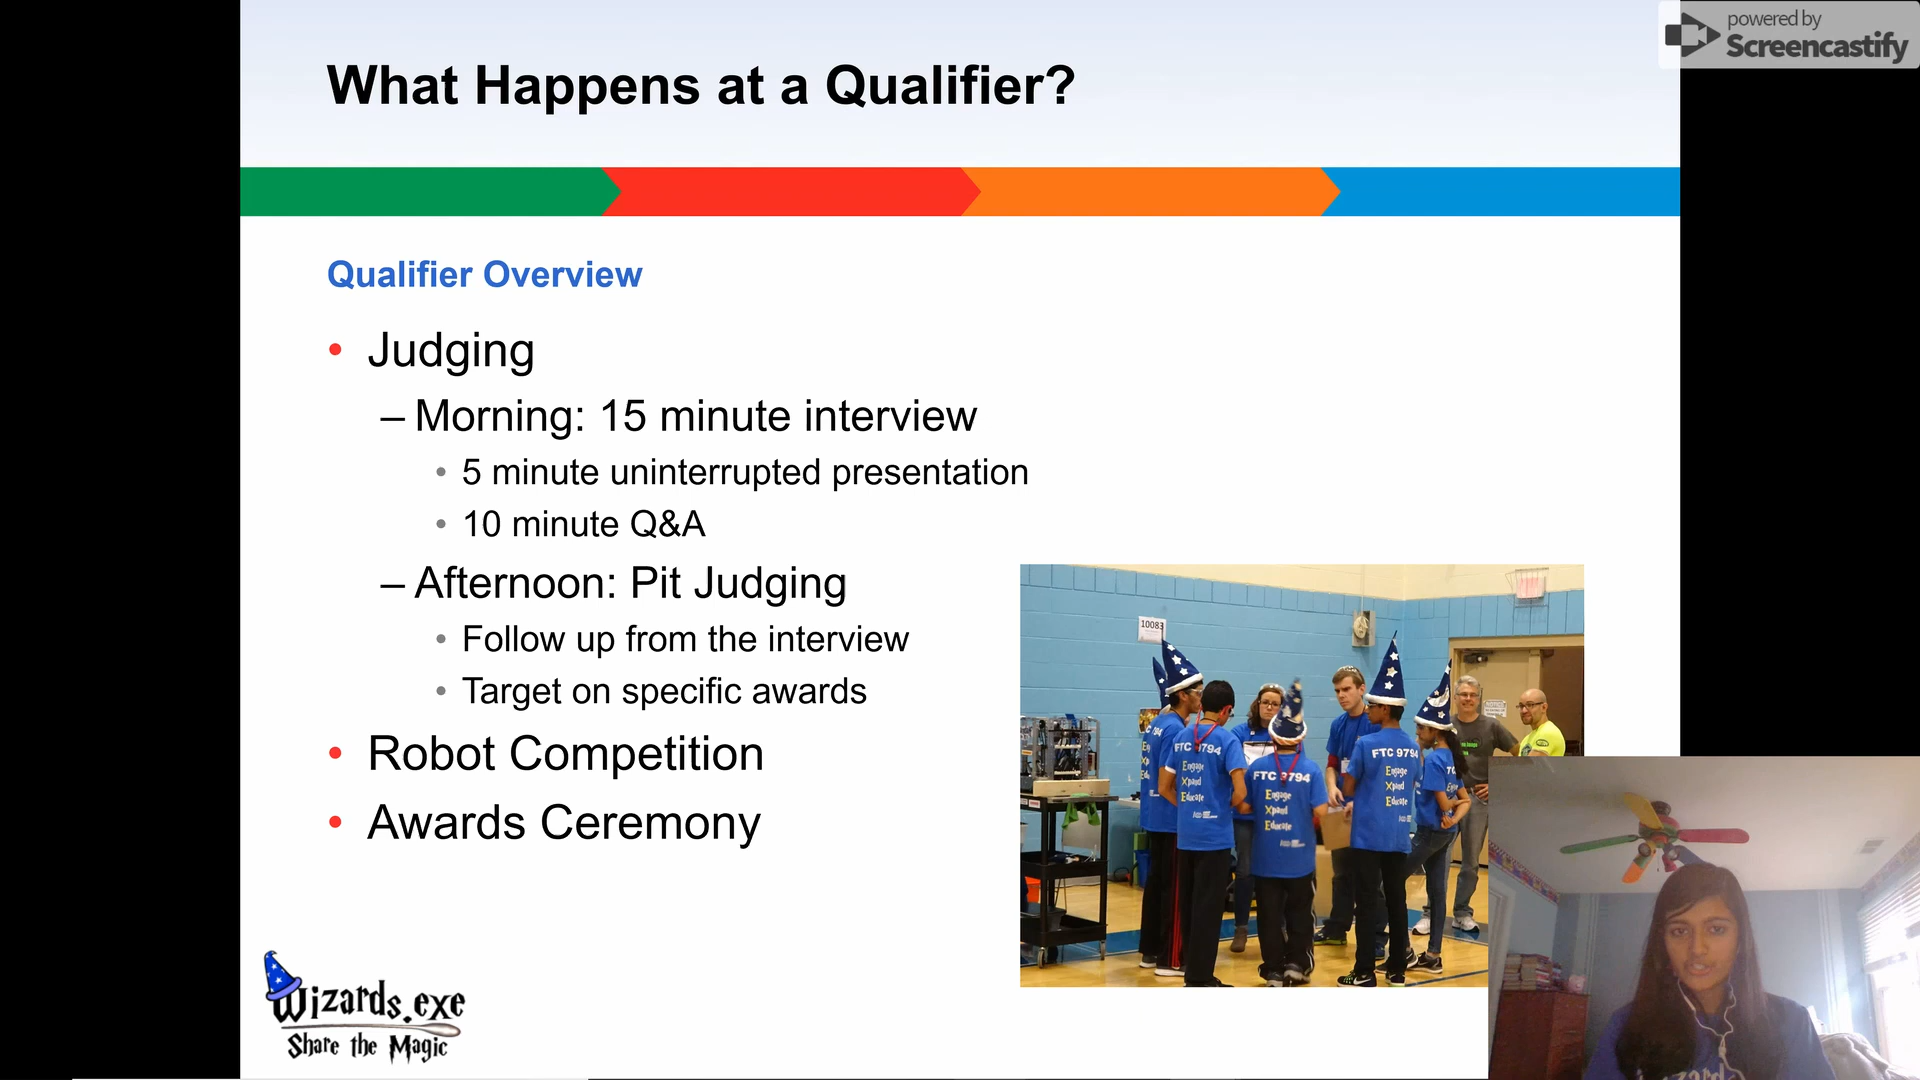 powered by
Screencastify
What Happens at a Qualifier?
Qualifier Overview
• Judging
– Morning: 15 minute interview
• 5 minute uninterrupted presentation
• 10 minute Q&A
– Afternoon: Pit Judging
• Follow up from the interview
• Target on specific awards
• Robot Competition
• Awards Ceremony
10083
FTC 9794
Engage
Xpand
Educate
FTC 9794
Engage
Xpand
Educate
FTC 9794
Engage
Xpand
Educate
Wizards.exe
Share the Magic